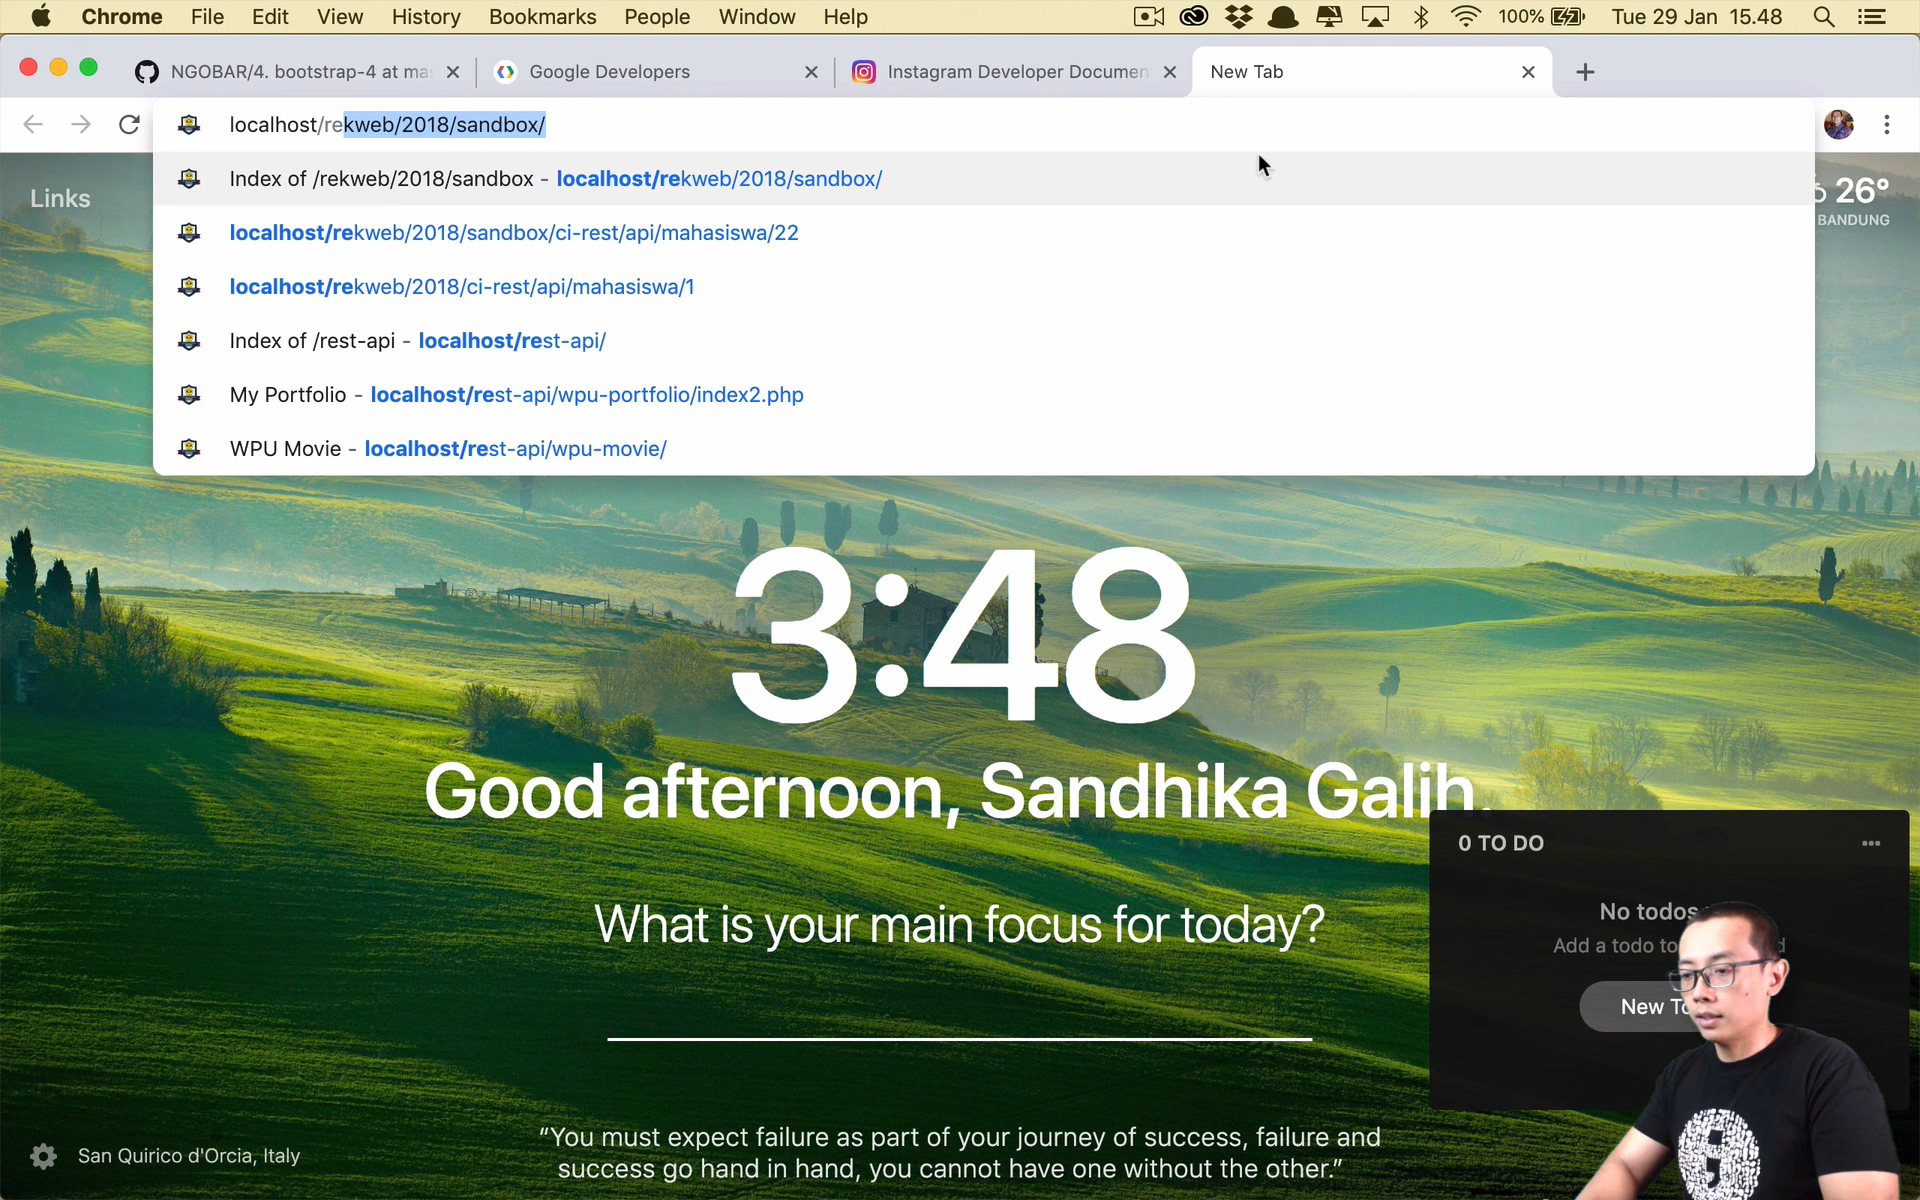 Chrome File Edit View History Bookmarks People Window Help 100% Tue 29 Jan 15.48
NGOBAR/4. bootstrap-4 at mas Google Developers Instagram Developer Documen New Tab
localhost/rekweb/2018/sandbox/
Index of /rekweb/2018/sandbox - localhost/rekweb/2018/sandbox/
localhost/rekweb/2018/sandbox/ci-rest/api/mahasiswa/22
localhost/rekweb/2018/ci-rest/api/mahasiswa/1
Index of /rest-api - localhost/rest-api/
My Portfolio - localhost/rest-api/wpu-portfolio/index2.php
WPU Movie - localhost/rest-api/wpu-movie/
Links
26°
BANDUNG
3:48
Good afternoon, Sandhika Galih.
What is your main focus for today?
0 TO DO
No todos
Add a todo to
New To
San Quirico d'Orcia, Italy
“You must expect failure as part of your journey of success, failure and
success go hand in hand, you cannot have one without the other.”